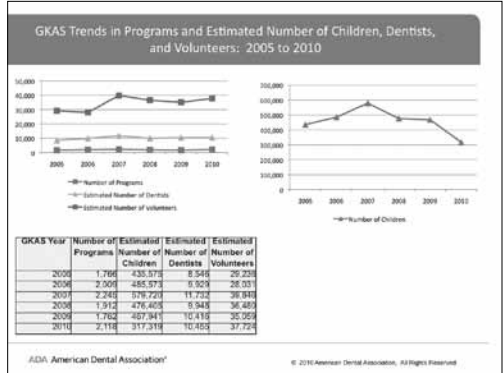 GKAS Trends in Programs and Estimated Number of Children, Dentists,
and Volunteers: 2005 to 2010
50,000
40,000
30,000
20,000
10,000
0
2005 2006 2007 2008 2009 2010
Number of Programs
Estimated Number of Dentists
Estimated Number of Volunteers
700,000
600,000
500,000
400,000
300,000
200,000
100,000
0
2005 2006 2007 2008 2009 2010
Number of Children
GKAS Year Number of Estimated Estimated Estimated
Programs Number of Number of Number of
Children Dentists Volunteers
2005 1,766 435,575 8,546 29,236
2006 2,009 485,573 9,929 28,031
2007 2,245 579,720 11,732 39,846
2008 1,912 476,405 9,945 36,480
2009 1,762 467,941 10,416 35,059
2010 2,118 317,319 10,455 37,724
ADA American Dental Association®
© 2010 American Dental Association, All Rights Reserved